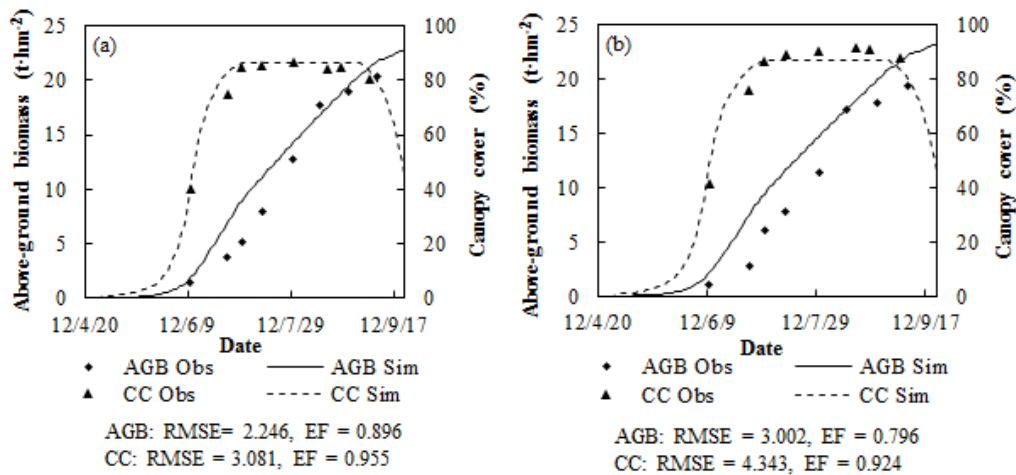 (a)
Above-ground biomass (t·hm-2)
25
20
15
10
5
0
100
80
60
40
20
0
Canopy cover (%)
12/4/20 12/6/9 12/7/29 12/9/17
Date
AGB Obs AGB Sim
CC Obs CC Sim
AGB: RMSE= 2.246, EF = 0.896
CC: RMSE = 3.081, EF = 0.955
(b)
Above-ground biomass (t·hm-2)
25
20
15
10
5
0
100
80
60
40
20
0
Canopy cover (%)
12/4/20 12/6/9 12/7/29 12/9/17
Date
AGB Obs AGB Sim
CC Obs CC Sim
AGB: RMSE = 3.002, EF = 0.796
CC: RMSE = 4.343, EF = 0.924